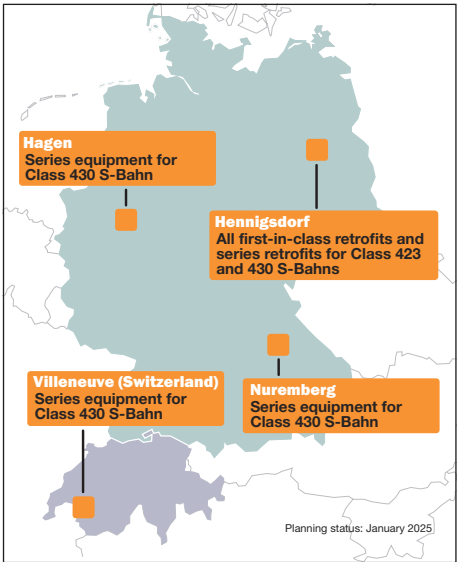 Hagen
Series equipment for
Class 430 S-Bahn
Hennigsdorf
All first-in-class retrofits and
series retrofits for Class 423
and 430 S-Bahns
Villeneuve (Switzerland)
Series equipment for
Class 430 S-Bahn
Nuremberg
Series equipment for
Class 430 S-Bahn
Planning status: January 2025